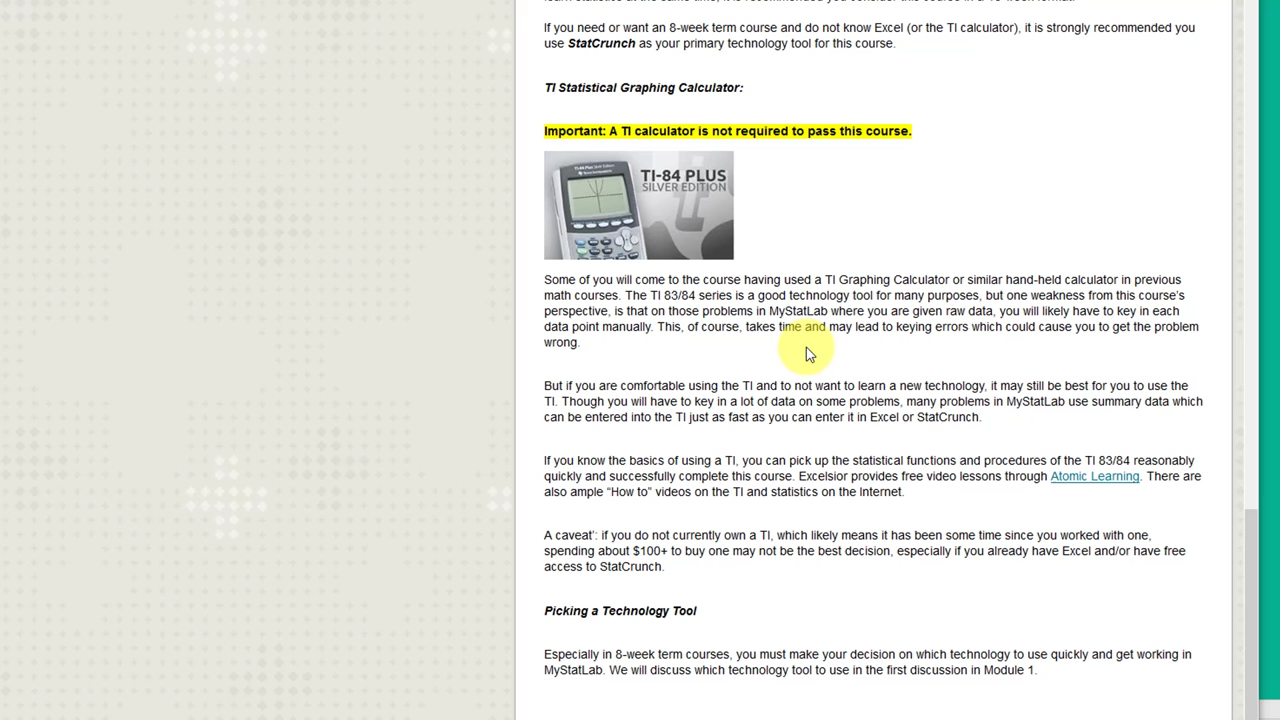 If you need or want an 8-week term course and do not know Excel (or the TI calculator), it is strongly recommended you
use StatCrunch as your primary technology tool for this course.
TI Statistical Graphing Calculator:
Important: A TI calculator is not required to pass this course.
TI-84 PLUS
SILVER EDITION
Some of you will come to the course having used a TI Graphing Calculator or similar hand-held calculator in previous
math courses. The TI 83/84 series is a good technology tool for many purposes, but one weakness from this course's
perspective, is that on those problems in MyStatLab where you are given raw data, you will likely have to key in each
data point manually. This, of course, takes time and may lead to keying errors which could cause you to get the problem
wrong.
But if you are comfortable using the TI and to not want to learn a new technology, it may still be best for you to use the
TI. Though you will have to key in a lot of data on some problems, many problems in MyStatLab use summary data which
can be entered into the TI just as fast as you can enter it in Excel or StatCrunch.
If you know the basics of using a TI, you can pick up the statistical functions and procedures of the TI 83/84 reasonably
quickly and successfully complete this course. Excelsior provides free video lessons through Atomic Learning. There are
also ample “How to” videos on the TI and statistics on the Internet.
A caveat’: if you do not currently own a TI, which likely means it has been some time since you worked with one,
spending about $100+ to buy one may not be the best decision, especially if you already have Excel and/or have free
access to StatCrunch.
Picking a Technology Tool
Especially in 8-week term courses, you must make your decision on which technology to use quickly and get working in
MyStatLab. We will discuss which technology tool to use in the first discussion in Module 1.